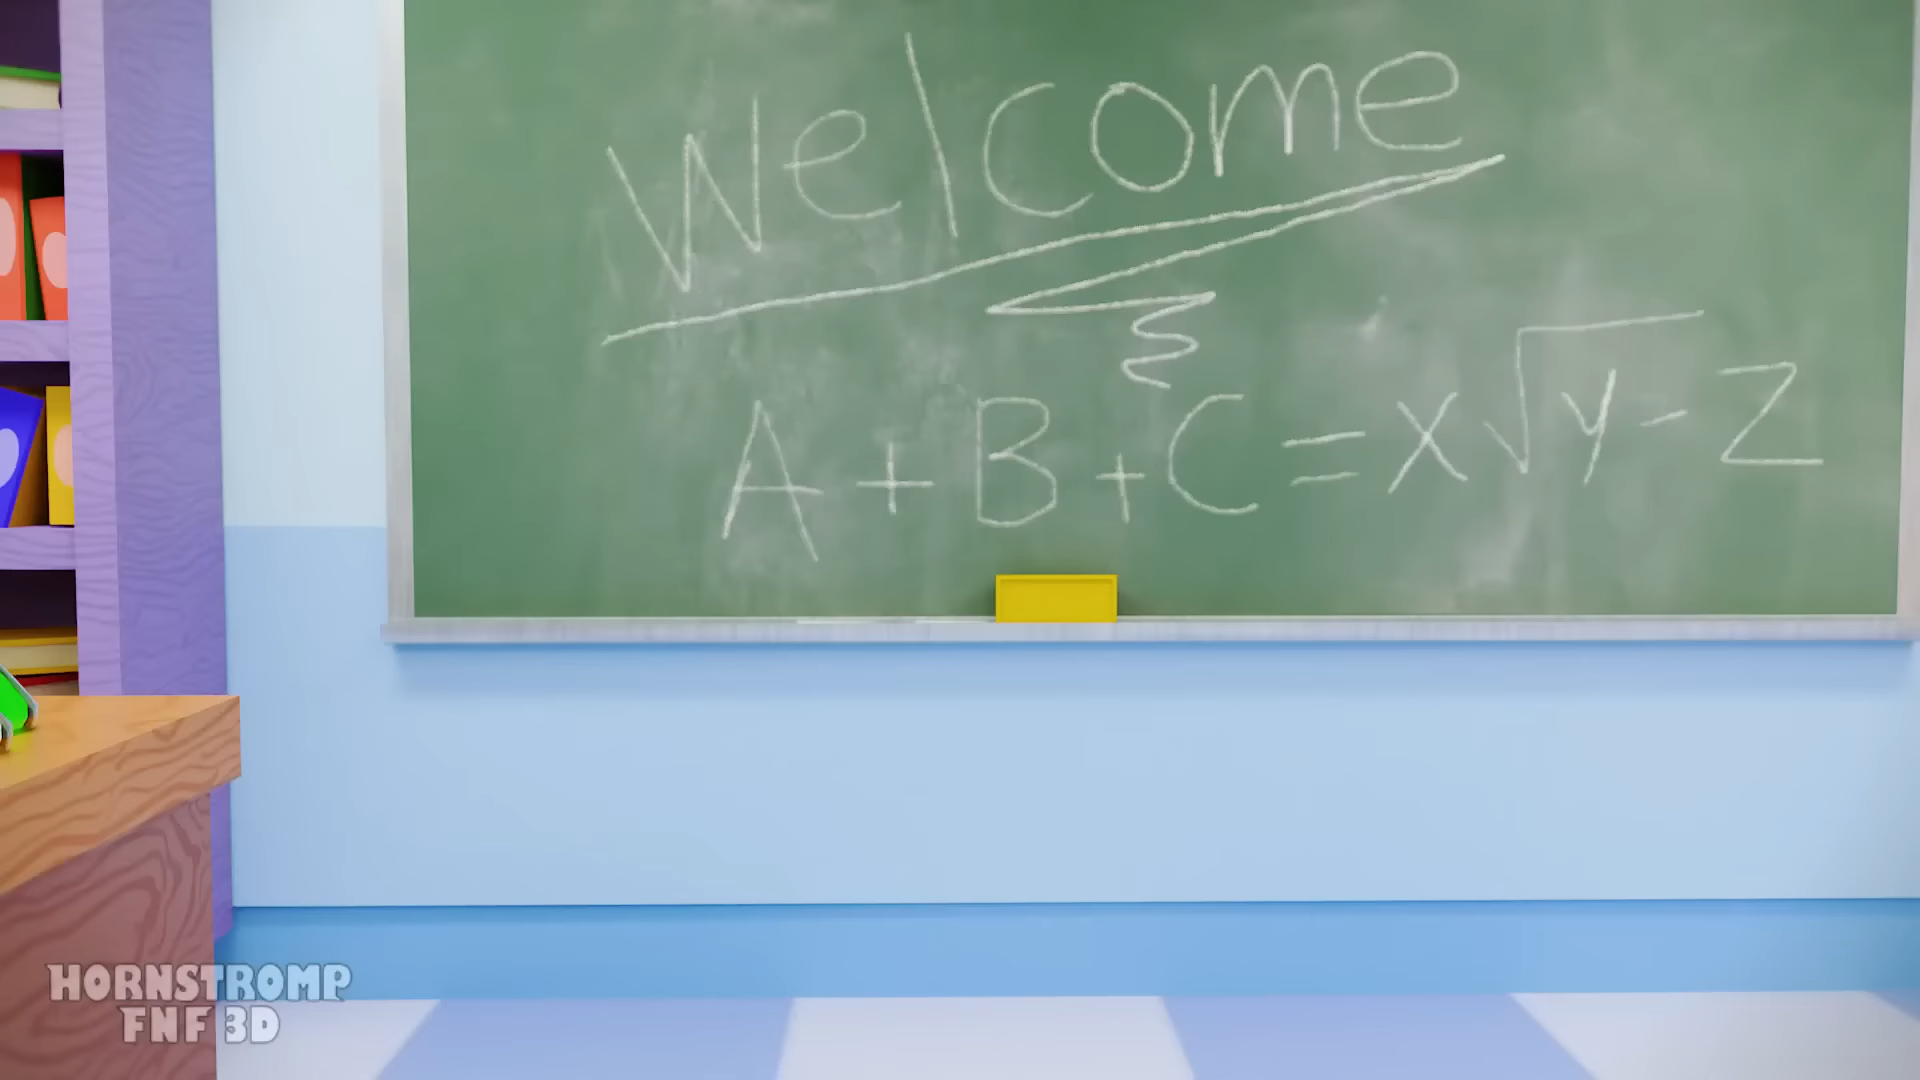 Welcome
A + B + C = x√y - Z
HORNSTROMP
FNF 3D